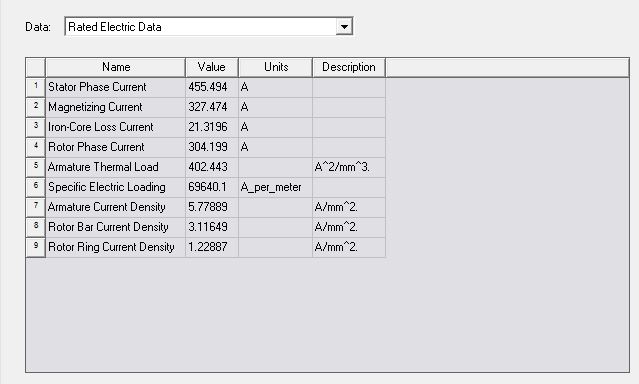 Data: Rated Electric Data
Name Value Units Description
1 Stator Phase Current 455.494 A
2 Magnetizing Current 327.474 A
3 Iron-Core Loss Current 21.3196 A
4 Rotor Phase Current 304.199 A
5 Armature Thermal Load 402.443 A^2/mm^3.
6 Specific Electric Loading 69640.1 A_per_meter
7 Armature Current Density 5.77889 A/mm^2.
8 Rotor Bar Current Density 3.11649 A/mm^2.
9 Rotor Ring Current Density 1.22887 A/mm^2.